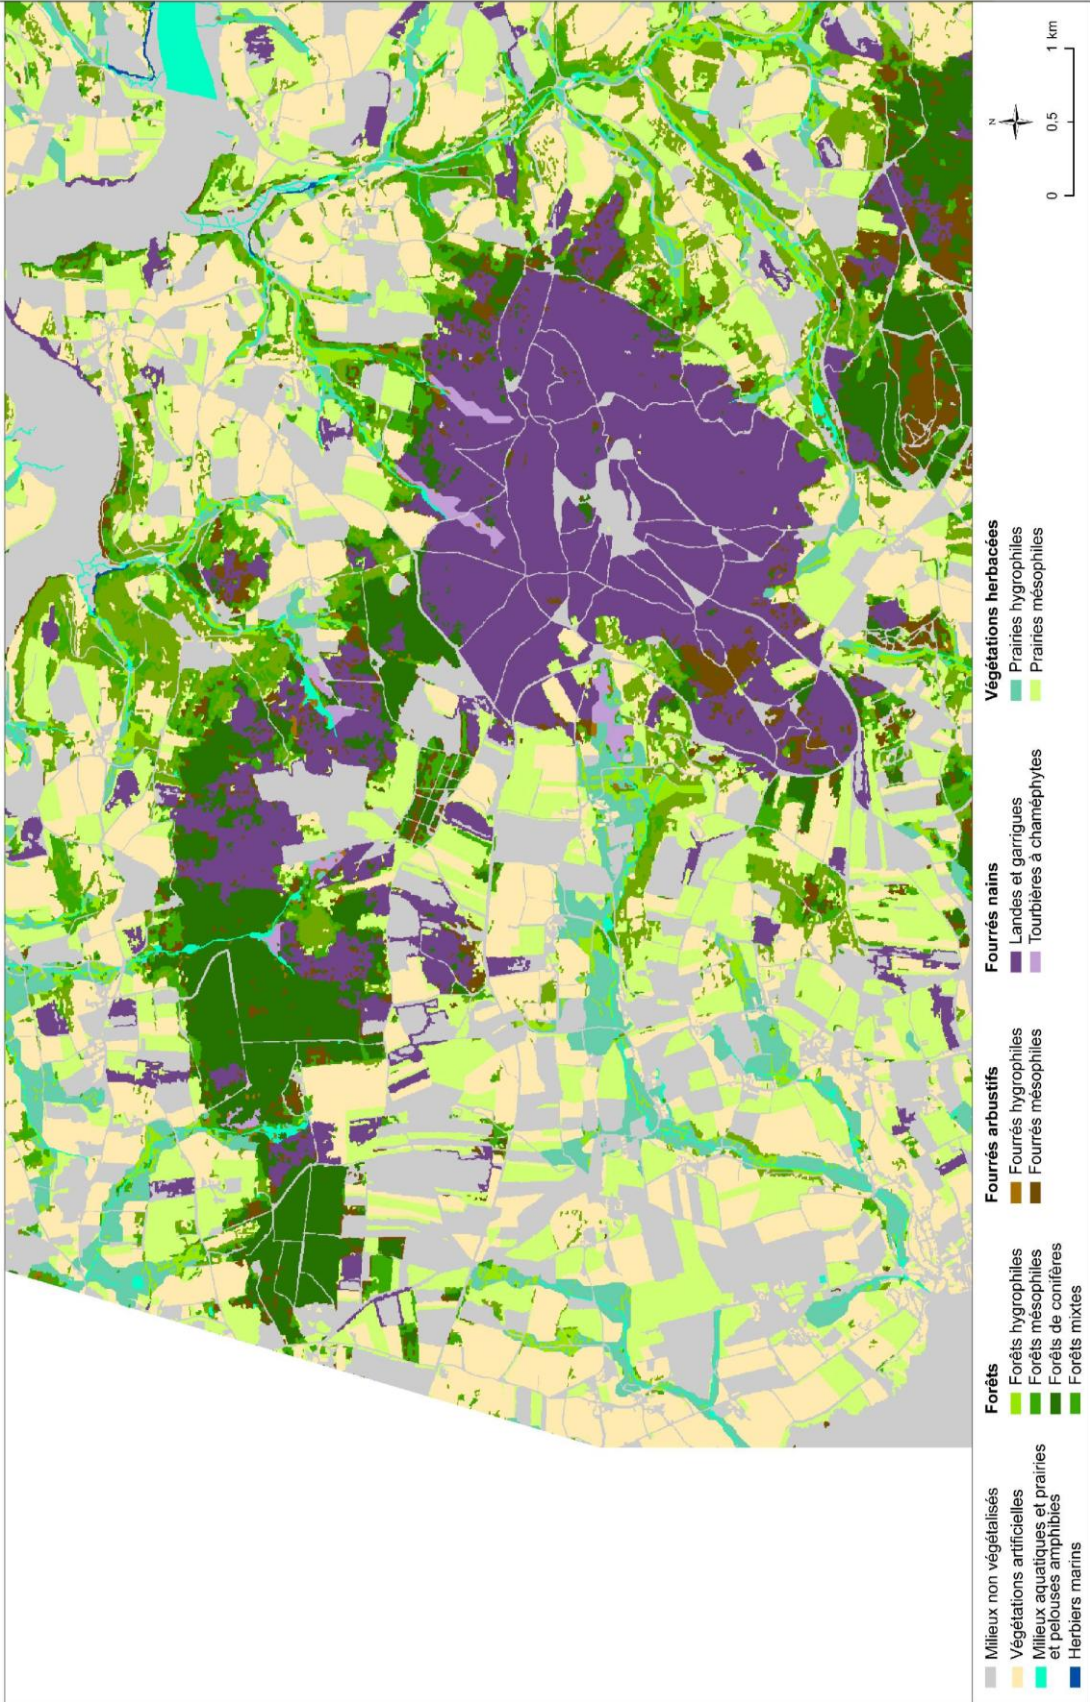 Milieux non végétalisés
Végétations artificielles
Milieux aquatiques et prairies
et pelouses amphibies
Herbiers marins
Forêts
Forêts hygrophiles
Forêts mésophiles
Forêts de conifères
Forêts mixtes
Fourrés arbustifs
Fourrés hygrophiles
Fourrés mésophiles
Fourrés nains
Landes et garrigues
Tourbières à chaméphytes
Végétations herbacées
Prairies hygrophiles
Prairies mésophiles
N
0 0.5 1 km